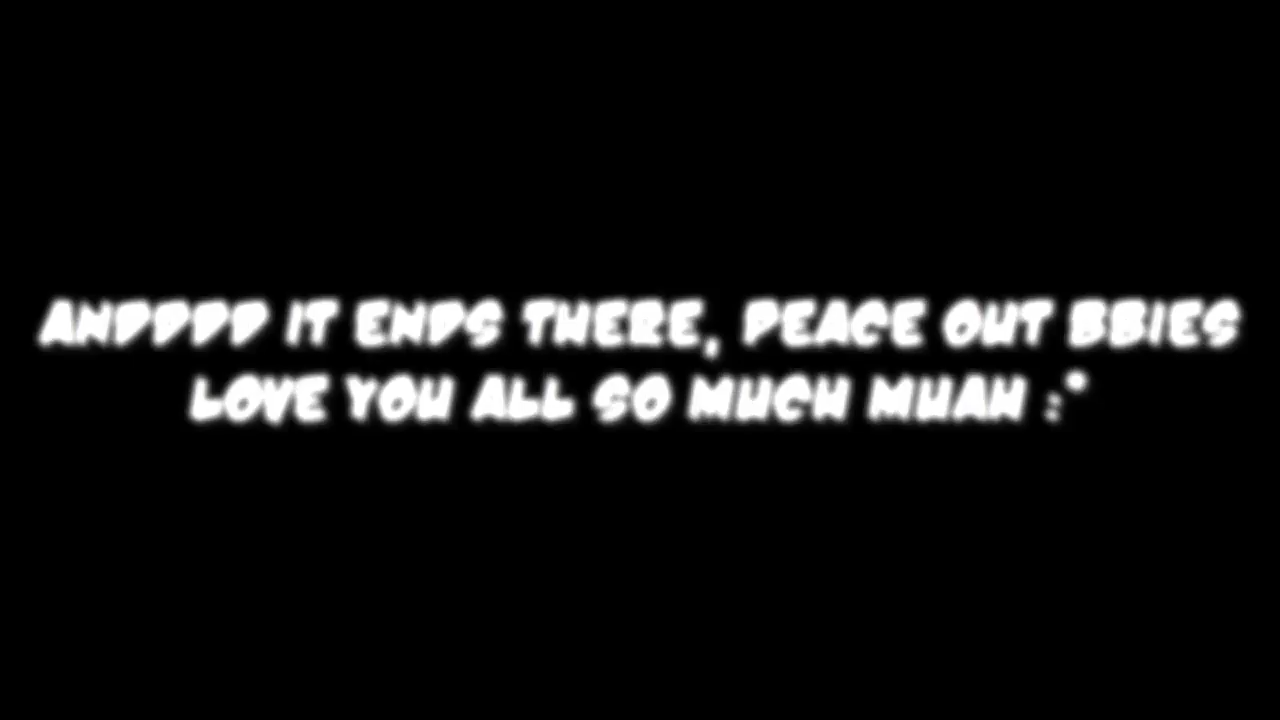 ANDDDD IT ENDS THERE, PEACE OUT BBIES
LOVE YOU ALL SO MUCH MUAH :*